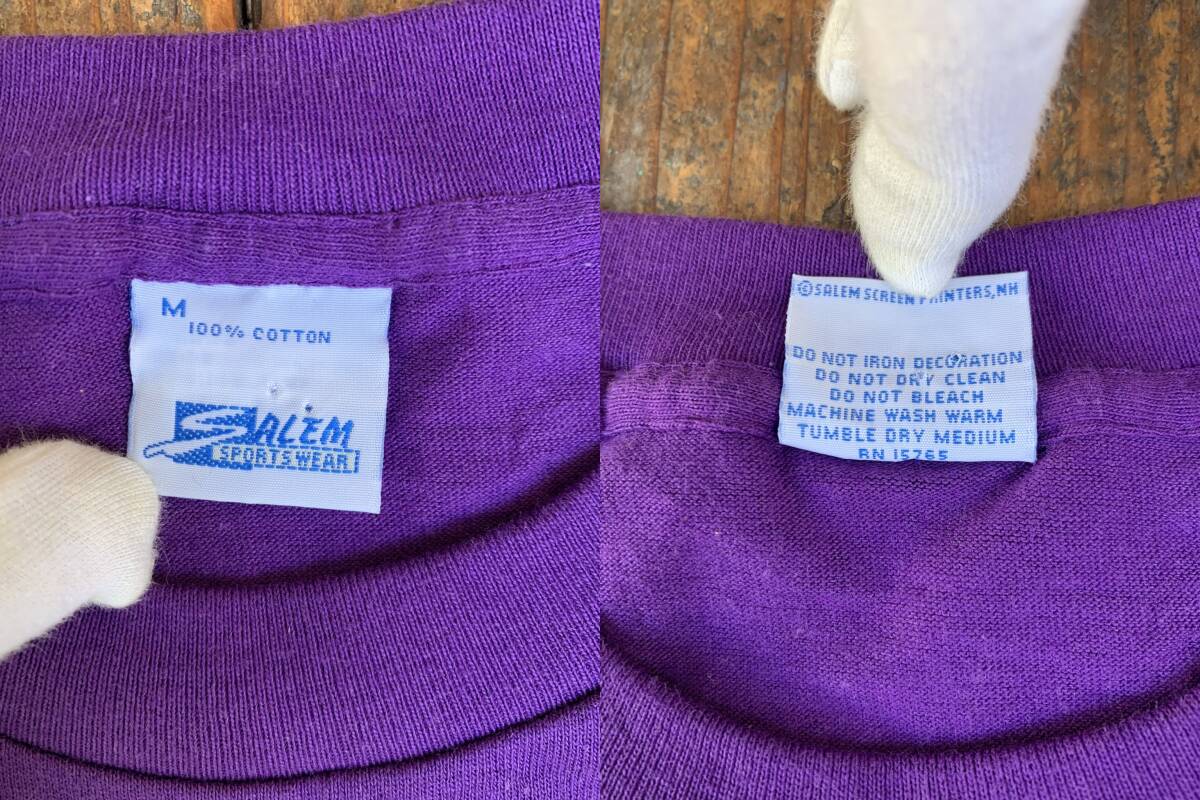 M
100% COTTON
SALEM
SPORTSWEAR
©SALEM SCREEN PRINTERS, NH
DO NOT IRON DECORATION
DO NOT DRY CLEAN
DO NOT BLEACH
MACHINE WASH WARM
TUMBLE DRY MEDIUM
RN 15765